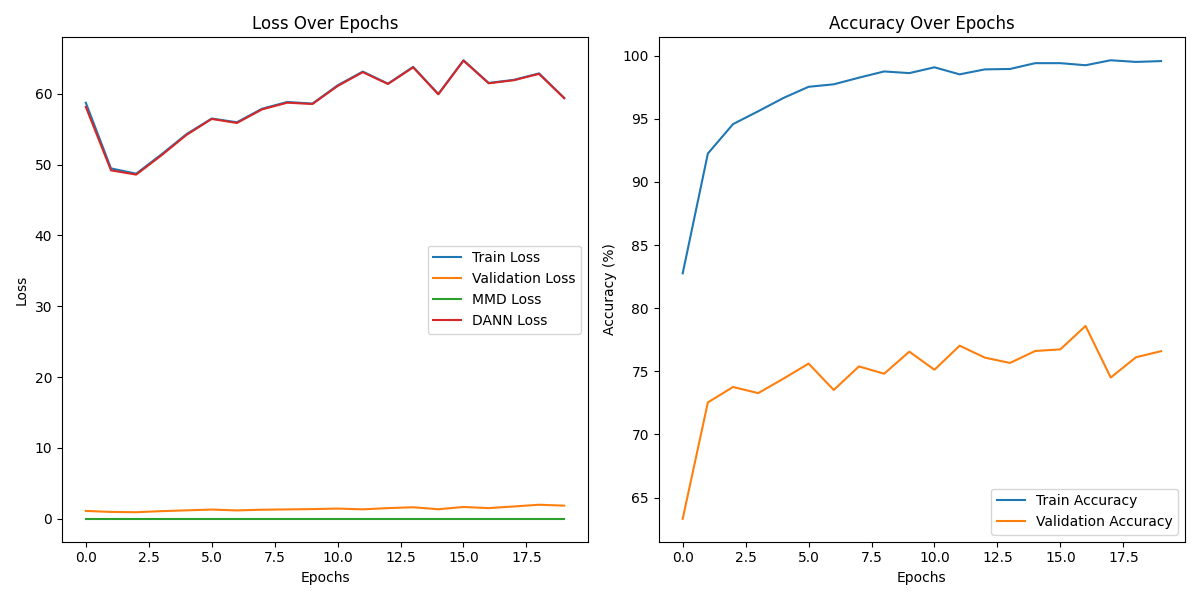 Loss Over Epochs
Loss
60
50
40
30
20
10
0
Train Loss
Validation Loss
MMD Loss
DANN Loss
0.0 2.5 5.0 7.5 10.0 12.5 15.0 17.5
Epochs
Accuracy Over Epochs
Accuracy (%)
100
95
90
85
80
75
70
65
Train Accuracy
Validation Accuracy
0.0 2.5 5.0 7.5 10.0 12.5 15.0 17.5
Epochs